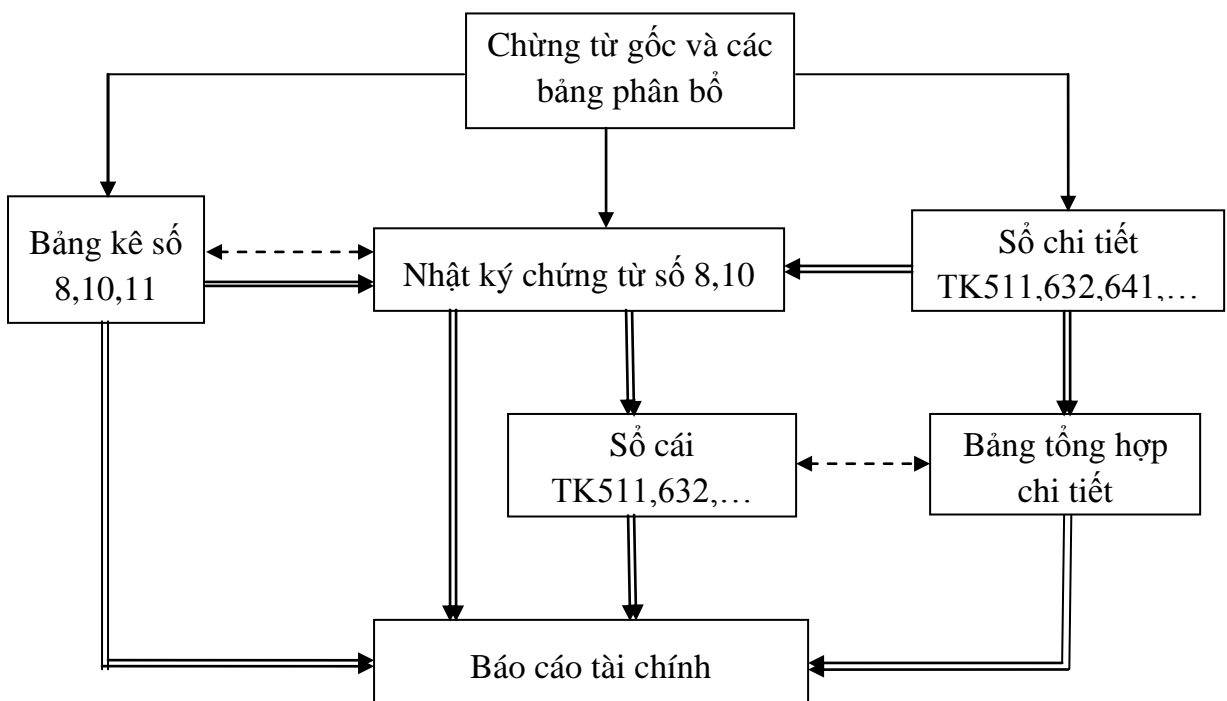 Chừng từ gốc và các
bảng phân bổ
Bảng kê số
8,10,11
Nhật ký chứng từ số 8,10
Sổ chi tiết
TK511,632,641,…
Sổ cái
TK511,632,…
Bảng tổng hợp
chi tiết
Báo cáo tài chính